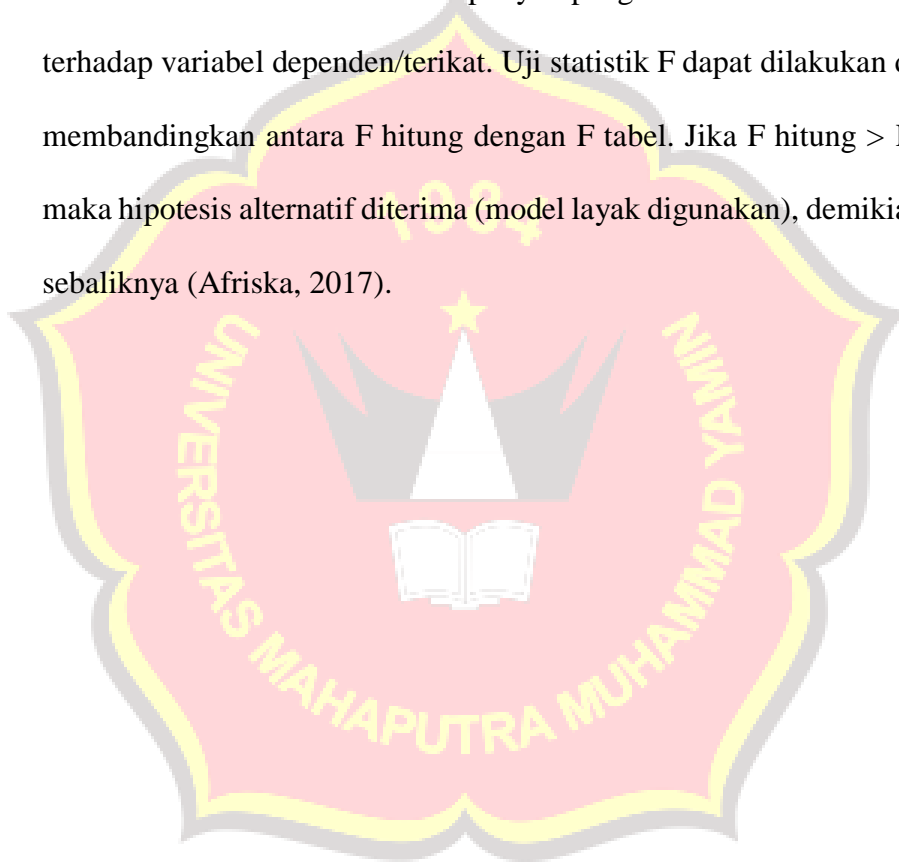 terhadap variabel dependen/terikat. Uji statistik F dapat dilakukan
membandingkan antara F hitung dengan F tabel. Jika F hitung >
maka hipotesis alternatif diterima (model layak digunakan),
sebaliknya (Afriska, 2017).
1984
UNIVERSITAS MAHAPUTRA MUHAMMAD YAMIN